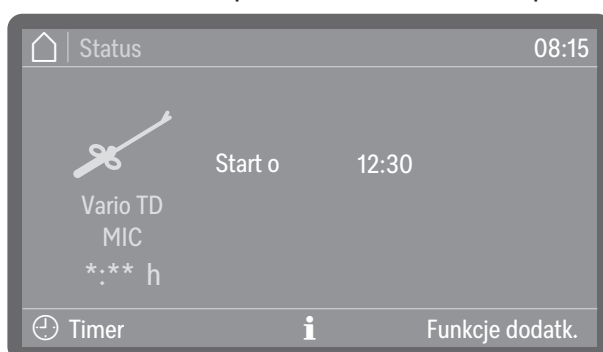 Status 08:15
Start o 12:30
Vario TD
MIC
*:** h
Timer i Funkcje dodatk.